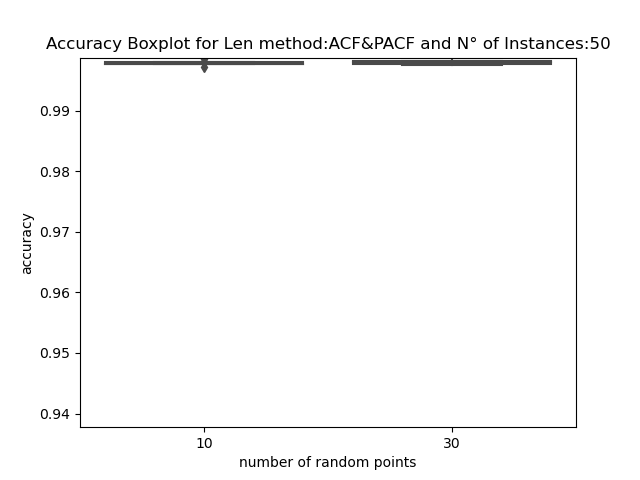 Accuracy Boxplot for Len method:ACF&PACF and N° of Instances:50
0.99
0.98
0.97
0.96
0.95
0.94
accuracy
10
30
number of random points